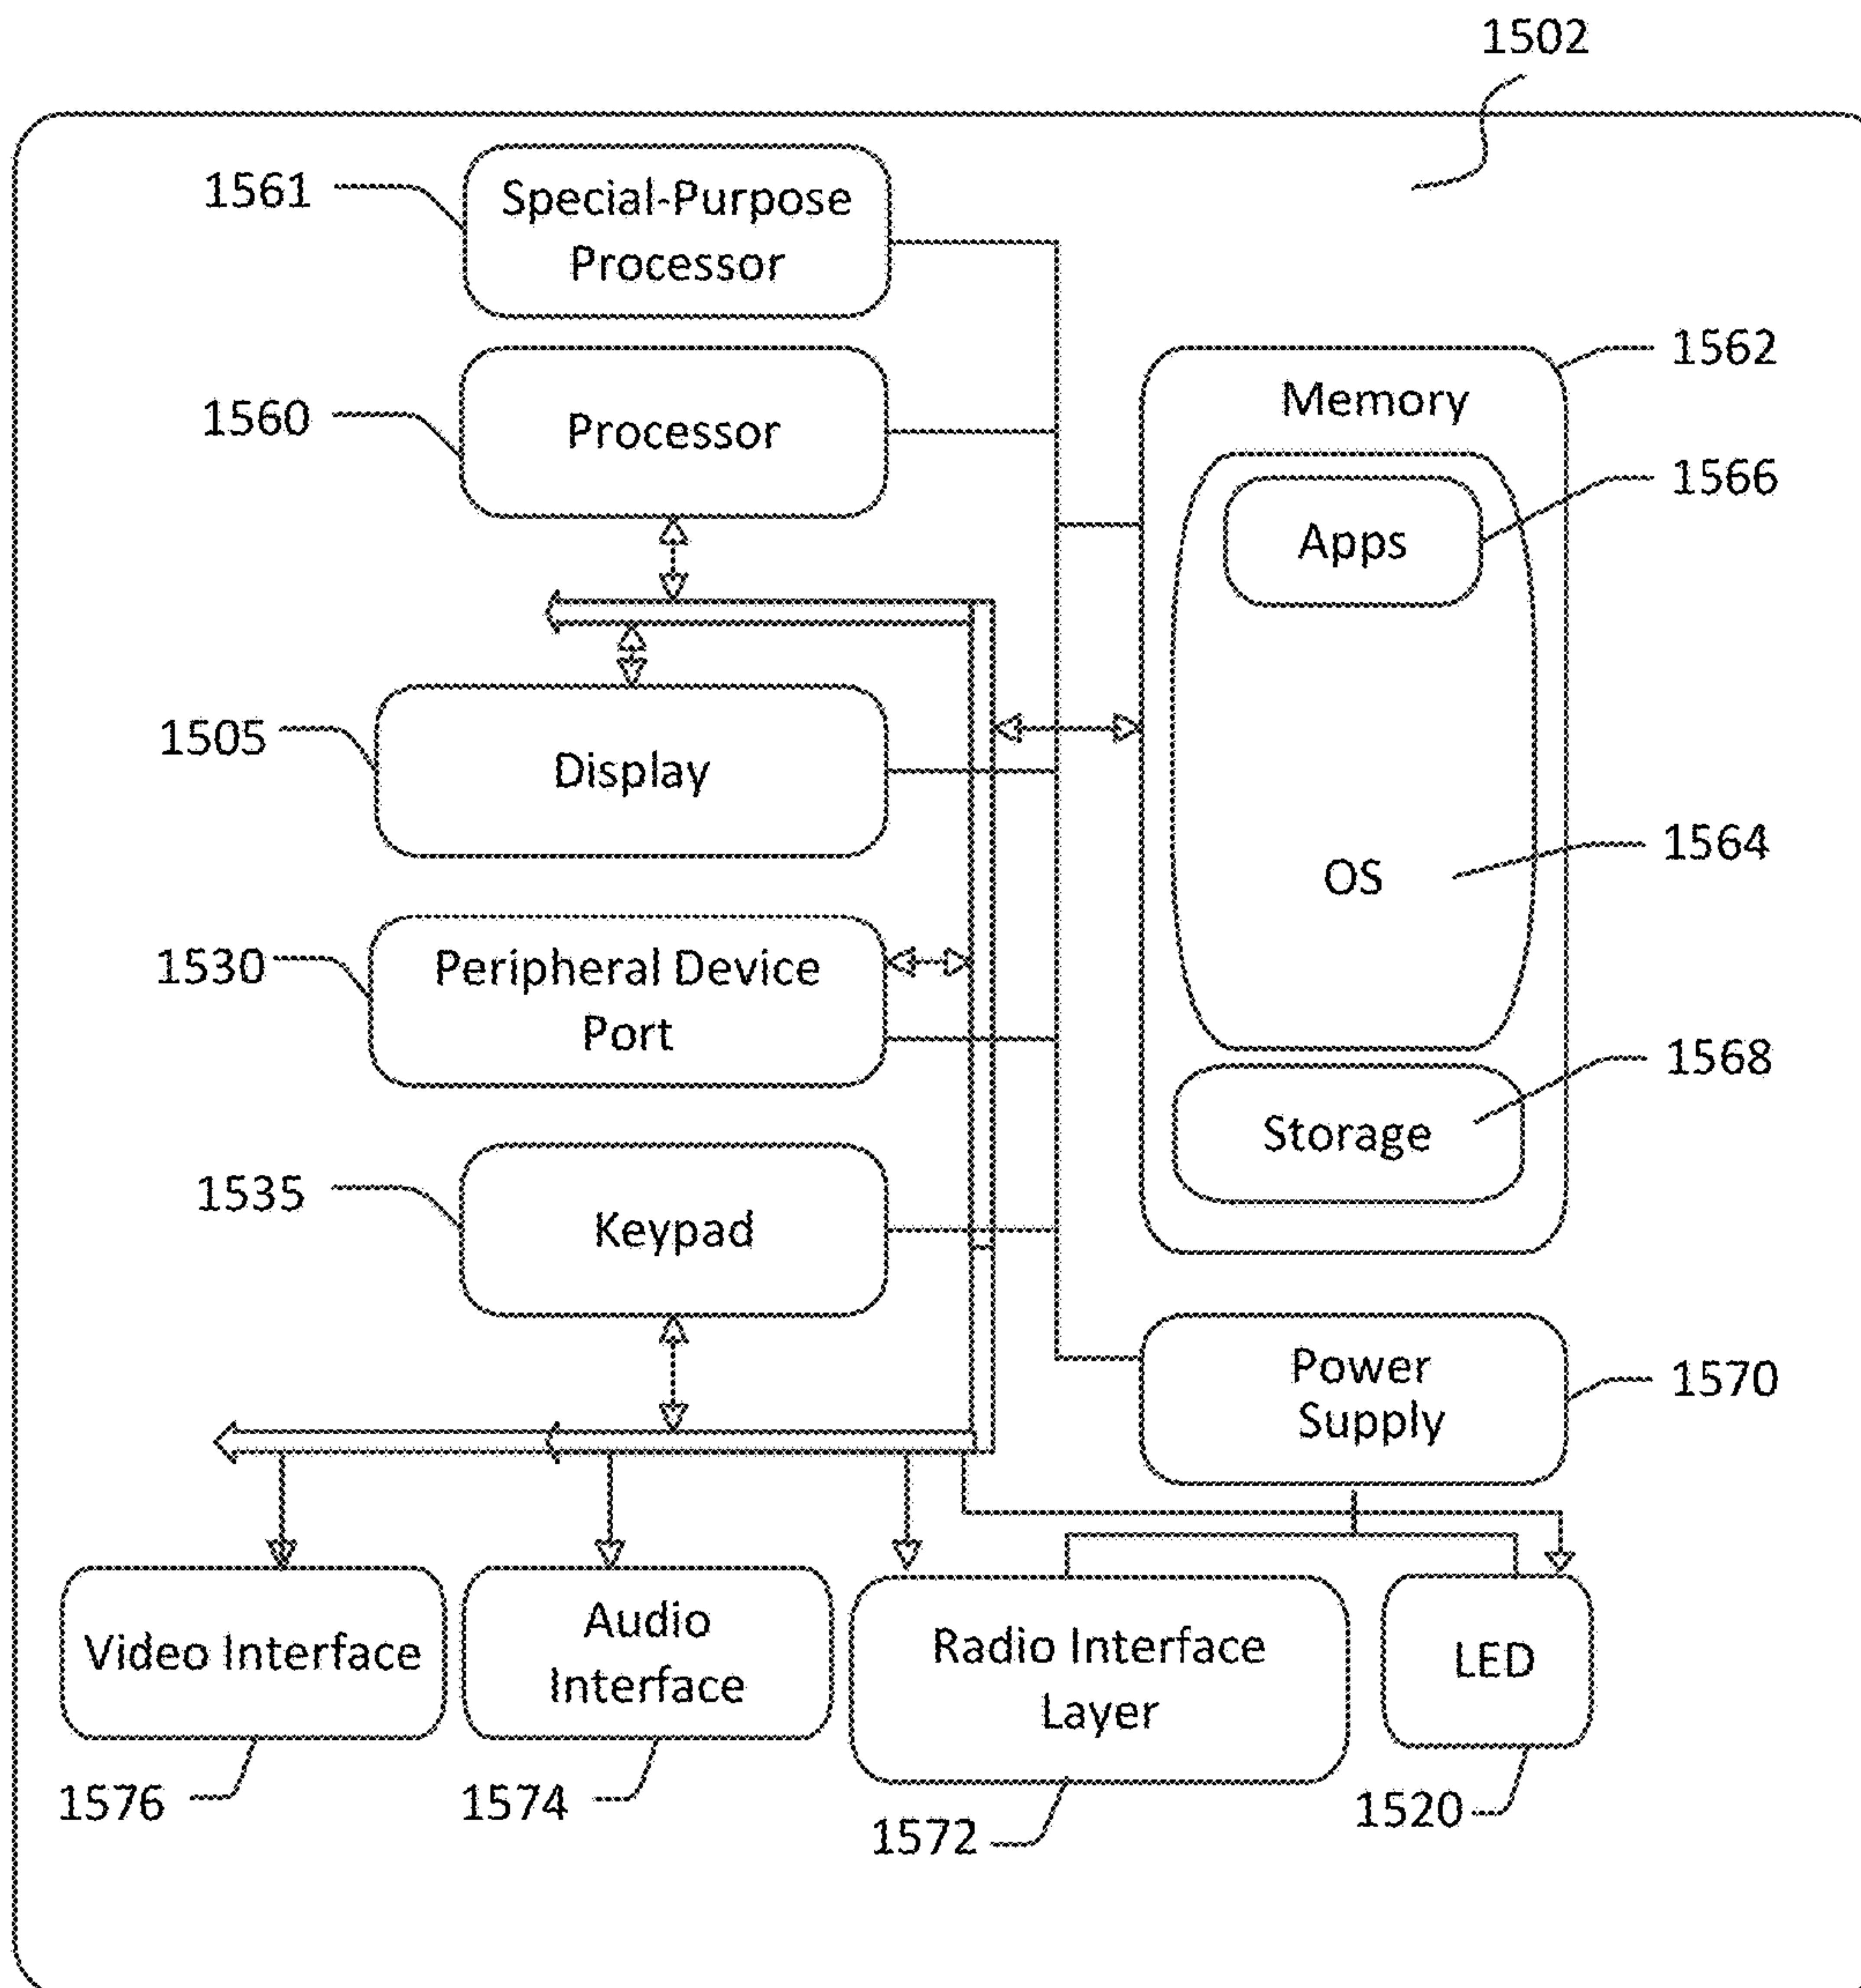 1502
1561
Special-Purpose
Processor
1562
Memory
1560
Processor
1566
Apps
1505
Display
1564
OS
1530
Peripheral Device
Port
1568
Storage
1535
Keypad
Power
Supply
1570
Video Interface
Audio
Interface
Radio Interface
Layer
LED
1576
1574
1572
1520